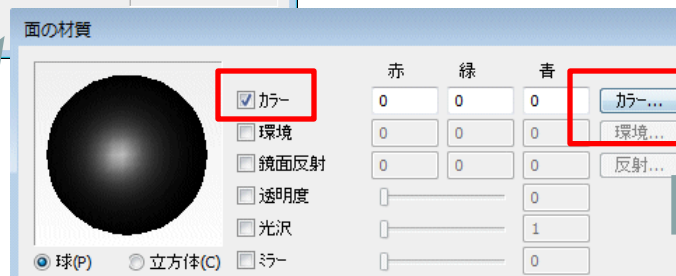 面の材質
赤 緑 青
カラー 0 0 0 カラー...
環境 0 0 0 環境...
鏡面反射 0 0 0 反射...
透明度 0
光沢 1
ミラー 0
球(P) 立方体(C)